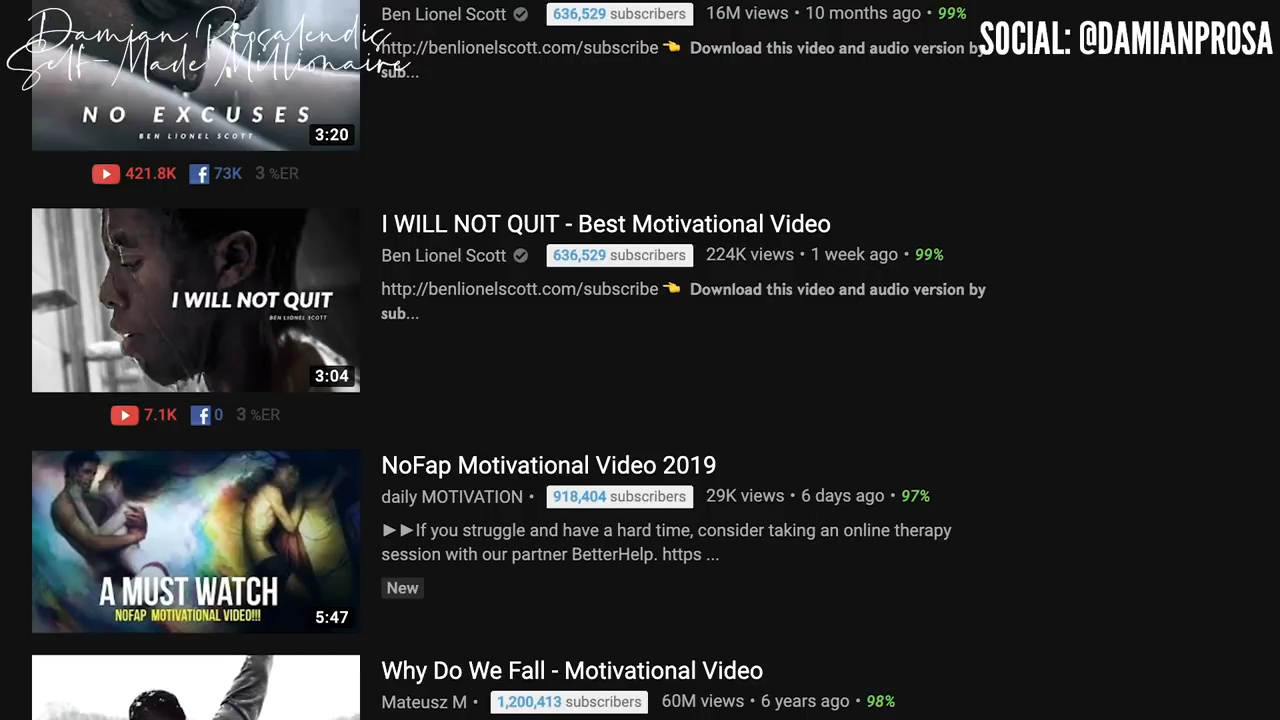 Damian Prosalendis
Self-Made Millionaire
SOCIAL: @DAMIANPROSA
Ben Lionel Scott 636,529 subscribers 16M views • 10 months ago • 99%
http://benlionelscott.com/subscribe 👈 Download this video and audio version by
sub...
NO EXCUSES
BEN LIONEL SCOTT
3:20
421.8K 73K 3 %ER
I WILL NOT QUIT - Best Motivational Video
Ben Lionel Scott 636,529 subscribers 224K views • 1 week ago • 99%
http://benlionelscott.com/subscribe 👈 Download this video and audio version by
sub...
I WILL NOT QUIT
BEN LIONEL SCOTT
3:04
7.1K 0 3 %ER
NoFap Motivational Video 2019
daily MOTIVATION • 918,404 subscribers 29K views • 6 days ago • 97%
►►If you struggle and have a hard time, consider taking an online therapy
session with our partner BetterHelp. https ...
New
A MUST WATCH
NOFAP MOTIVATIONAL VIDEO!!!
5:47
Why Do We Fall - Motivational Video
Mateusz M • 1,200,413 subscribers 60M views • 6 years ago • 98%